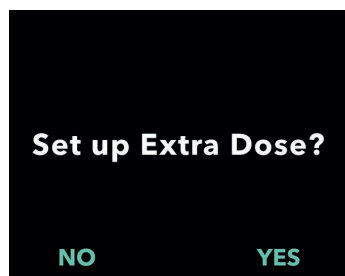 Set up Extra Dose?
NO YES